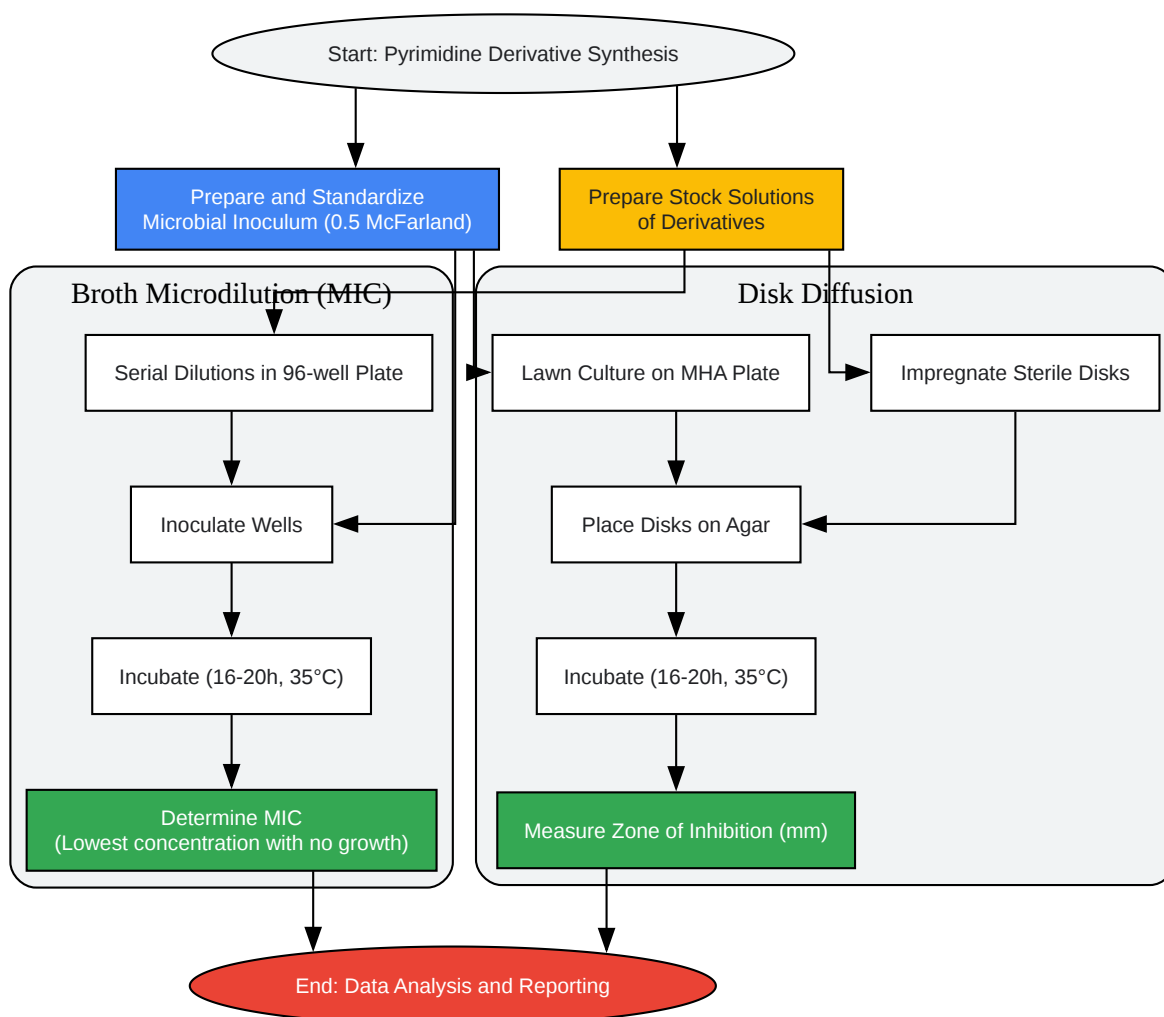 Start: Pyrimidine Derivative Synthesis
Prepare and Standardize
Microbial Inoculum (0.5 McFarland)
Prepare Stock Solutions
of Derivatives
Broth Microdilution (MIC)
Serial Dilutions in 96-well Plate
Inoculate Wells
Incubate (16-20h, 35°C)
Determine MIC
(Lowest concentration with no growth)
Disk Diffusion
Lawn Culture on MHA Plate
Impregnate Sterile Disks
Place Disks on Agar
Incubate (16-20h, 35°C)
Measure Zone of Inhibition (mm)
End: Data Analysis and Reporting